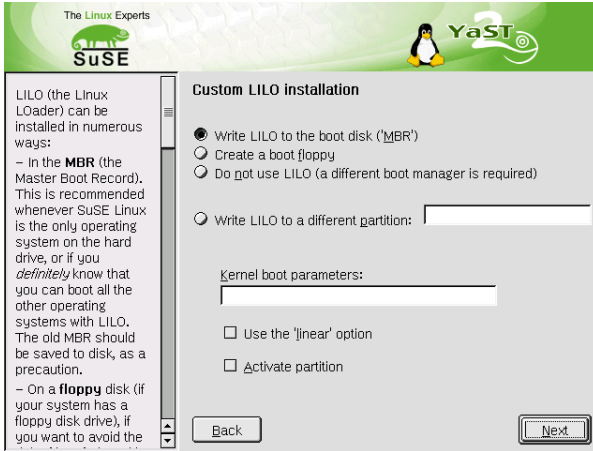 The Linux Experts
SuSE
YaST
2
LILO (the LInux
LOader) can be
installed in numerous
ways:
– In the MBR (the
Master Boot Record).
This is recommended
whenever SuSE Linux
is the only operating
system on the hard
drive, or if you
definitely know that
you can boot all the
other operating
systems with LILO.
The old MBR should
be saved to disk, as a
precaution.
– On a floppy disk (if
your system has a
floppy disk drive), if
you want to avoid the
Custom LILO installation
Write LILO to the boot disk ('MBR')
Create a boot floppy
Do not use LILO (a different boot manager is required)
Write LILO to a different partition:
Kernel boot parameters:
Use the 'linear' option
Activate partition
Back
Next